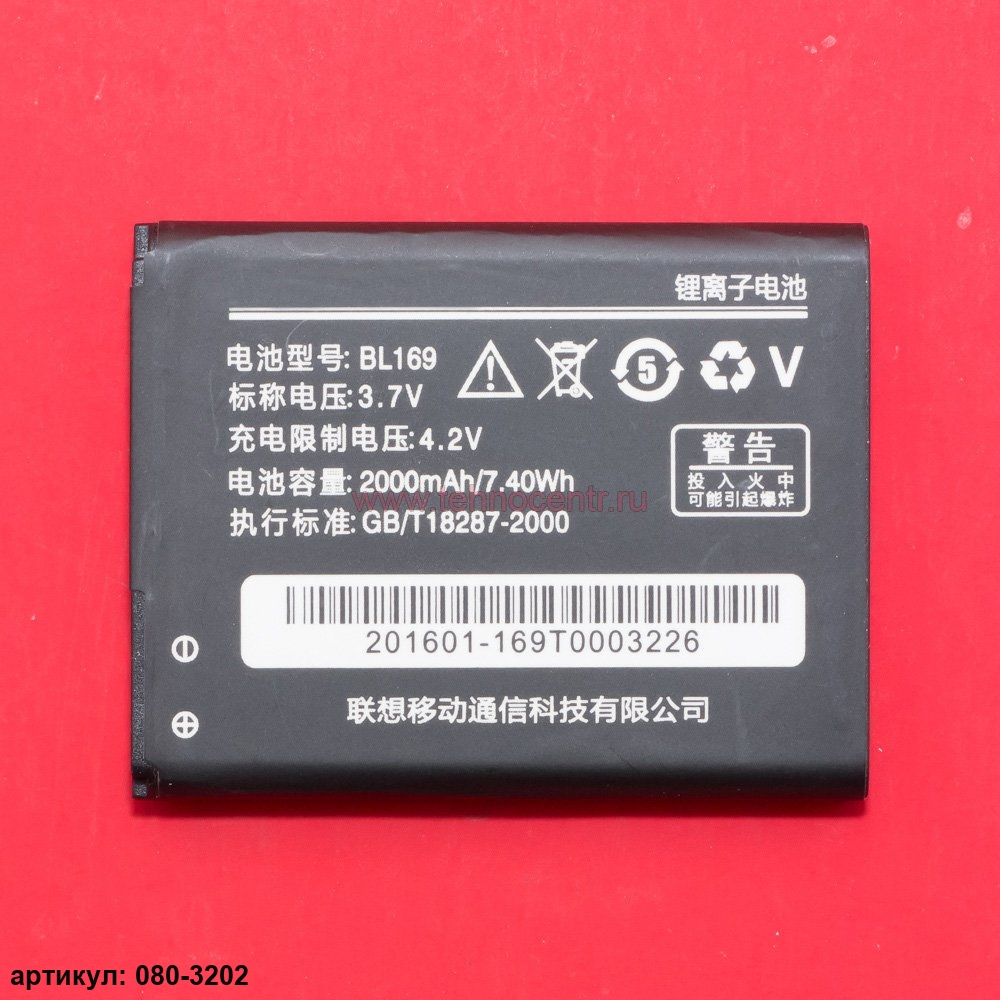 锂离子电池
电池型号: BL169
标称电压:3.7V
5
V
充电限制电压:4.2V
警告
投入火中
可能引起爆炸
电池容量: 2000mAh/7.40Wh
www.tehnocentr.ru
执行标准: GB/T18287-2000
201601-169T0003226
联想移动通信科技有限公司
артикул: 080-3202